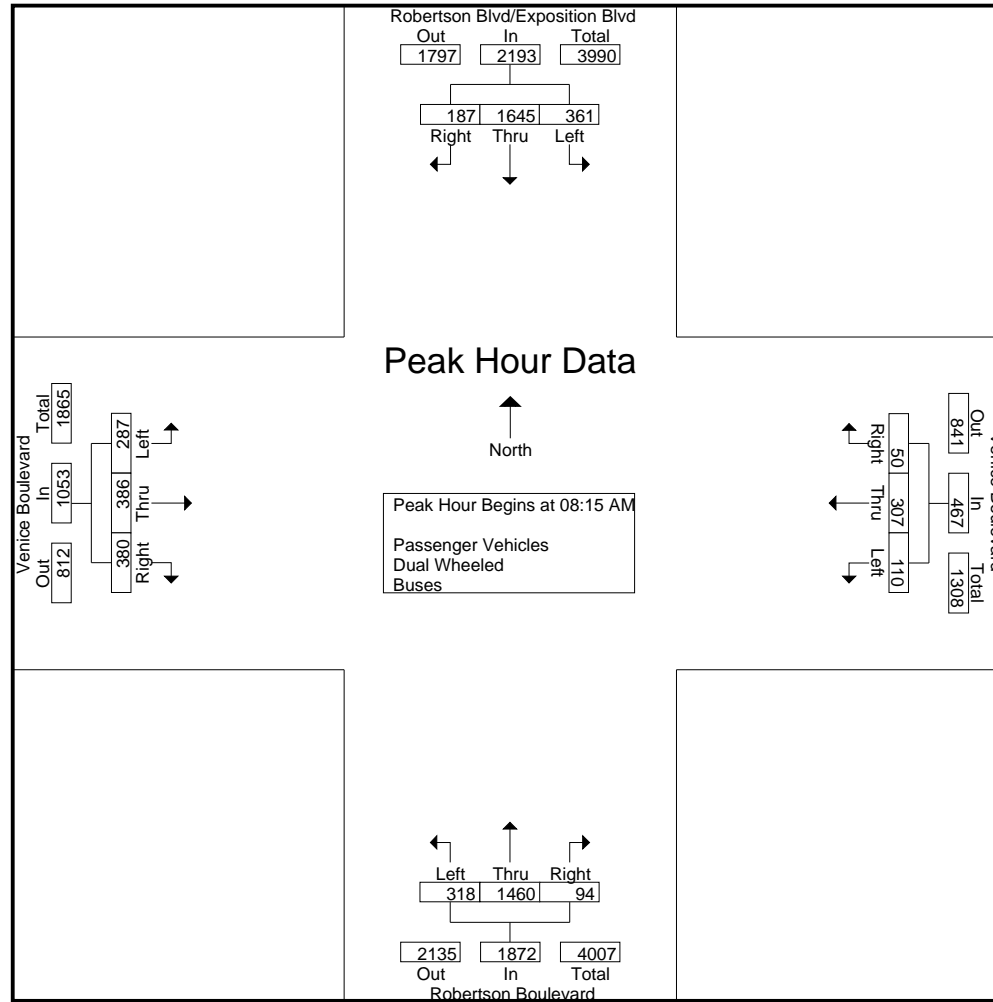 Robertson Blvd/Exposition Blvd
Out In Total
1797 2193 3990
187 1645 361
Right Thru Left
Peak Hour Data
North
Peak Hour Begins at 08:15 AM
Passenger Vehicles
Dual Wheeled
Buses
Venice Boulevard
Total In Out
1865 1053 812
287 386 380
Left Thru Right
Out In Total
841 467 1308
Right Thru Left
50 307 110
Left Thru Right
318 1460 94
2135 1872 4007
Out In Total
Robertson Boulevard